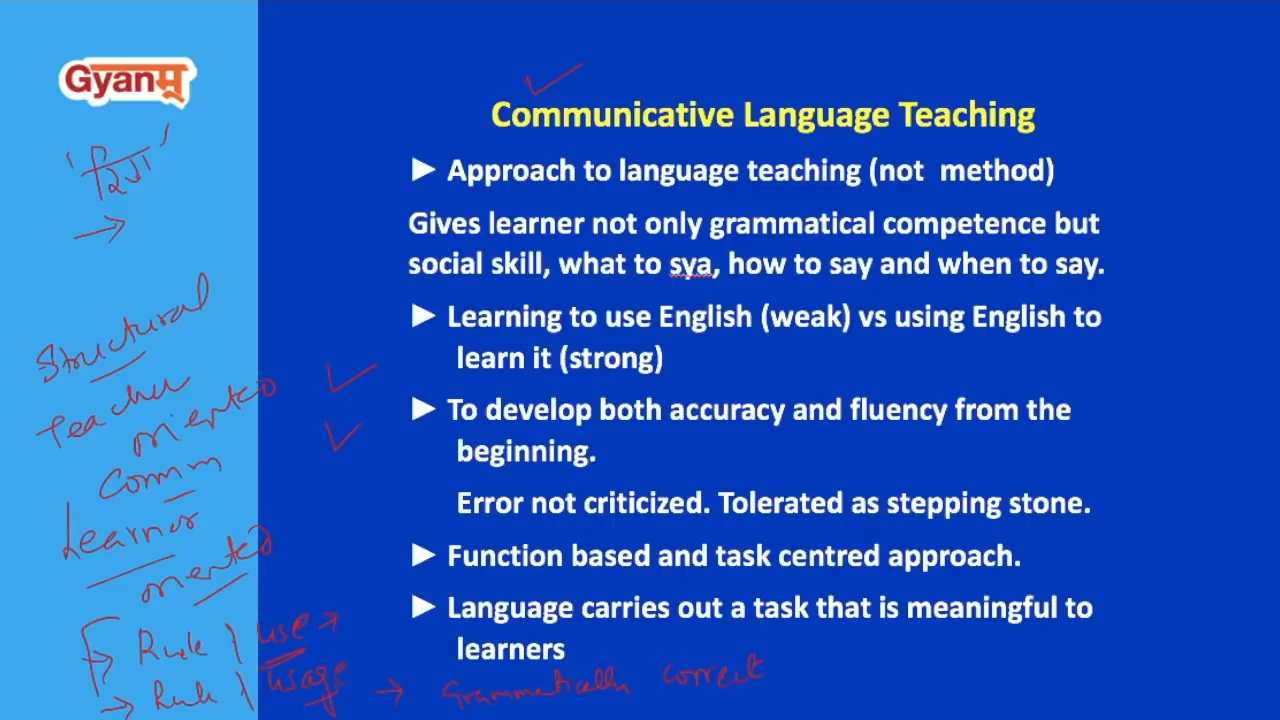 Gyanमू
Communicative Language Teaching
► Approach to language teaching (not method)
Gives learner not only grammatical competence but
social skill, what to sya, how to say and when to say.
► Learning to use English (weak) vs using English to
learn it (strong)
► To develop both accuracy and fluency from the
beginning.
Error not criticized. Tolerated as stepping stone.
► Function based and task centred approach.
► Language carries out a task that is meaningful to
learners
→
Structural
Teacher
oriented
Comm
Learner
oriented
→ Rule | use →
→ Rule | usage → Grammatically correct